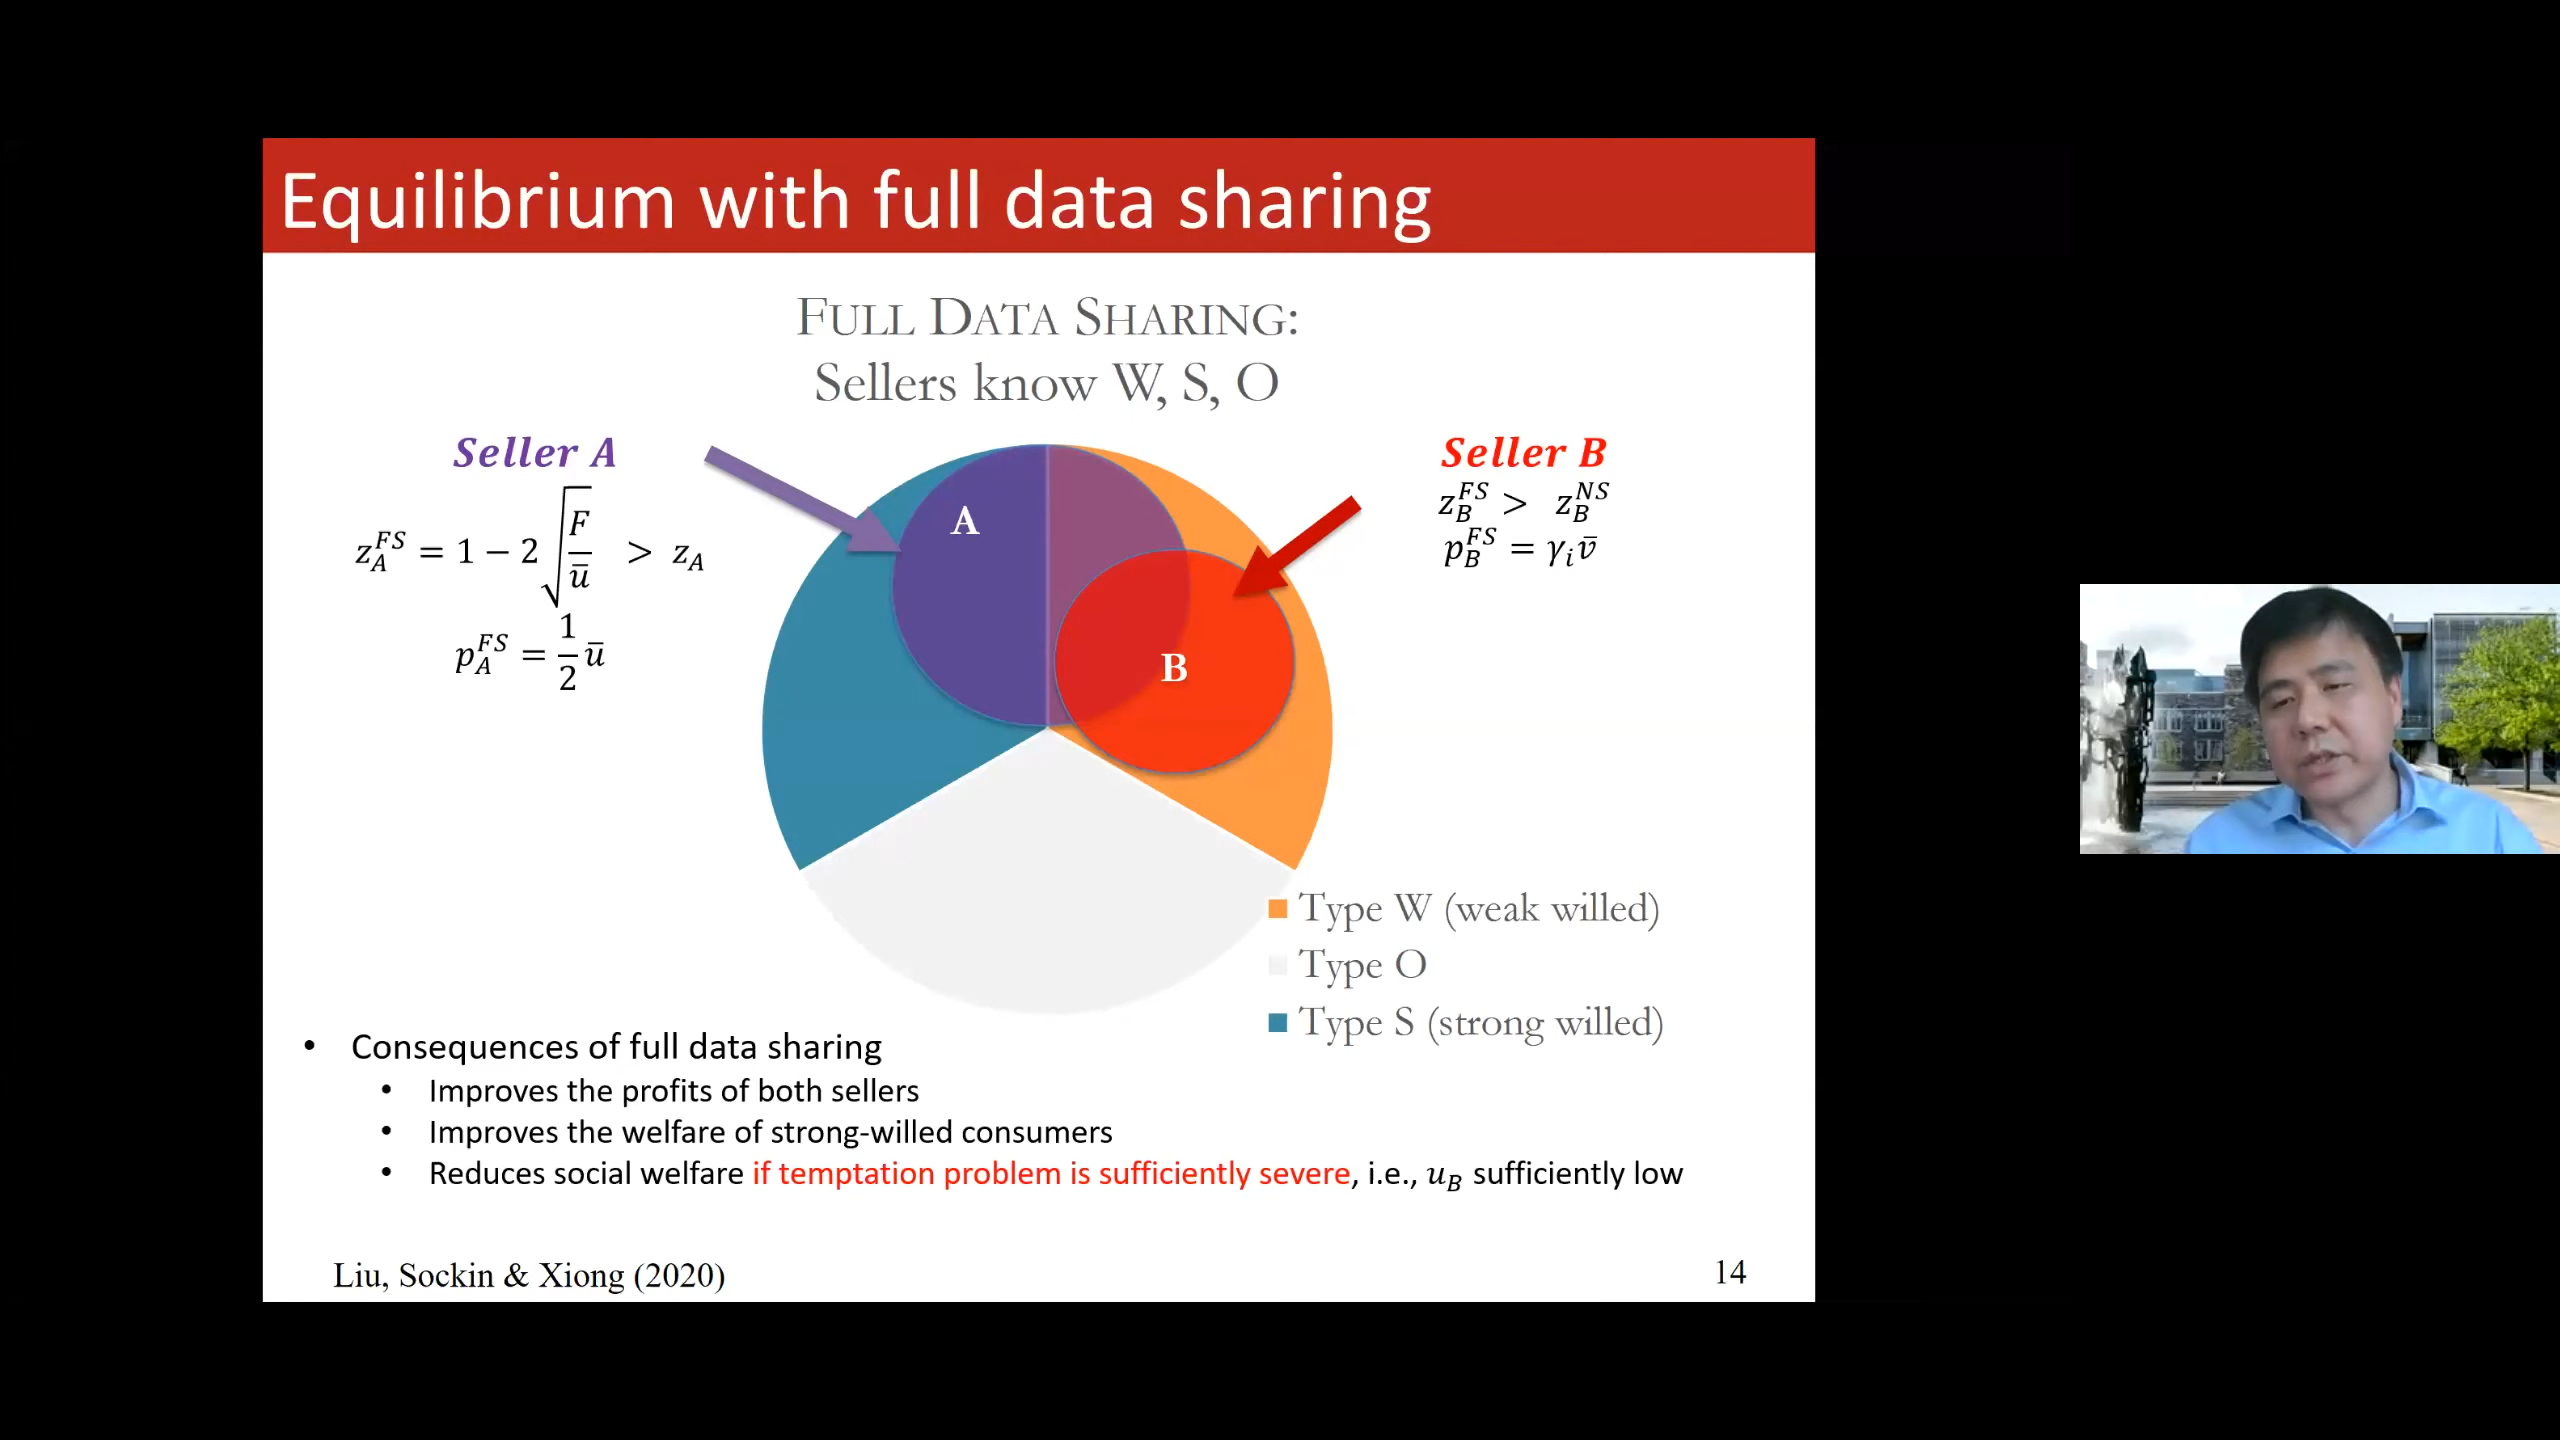 Equilibrium with full data sharing
FULL DATA SHARING:
Sellers know W, S, O
Seller A
z_A^{FS} = 1 − 2 √(F/ū) > z_A
p_A^{FS} = 1/2 ū
Seller B
z_B^{FS} > z_B^{NS}
p_B^{FS} = γ_i v̄
A
B
Type W (weak willed)
Type O
Type S (strong willed)
• Consequences of full data sharing
• Improves the profits of both sellers
• Improves the welfare of strong-willed consumers
• Reduces social welfare if temptation problem is sufficiently severe, i.e., u_B sufficiently low
Liu, Sockin & Xiong (2020)
14